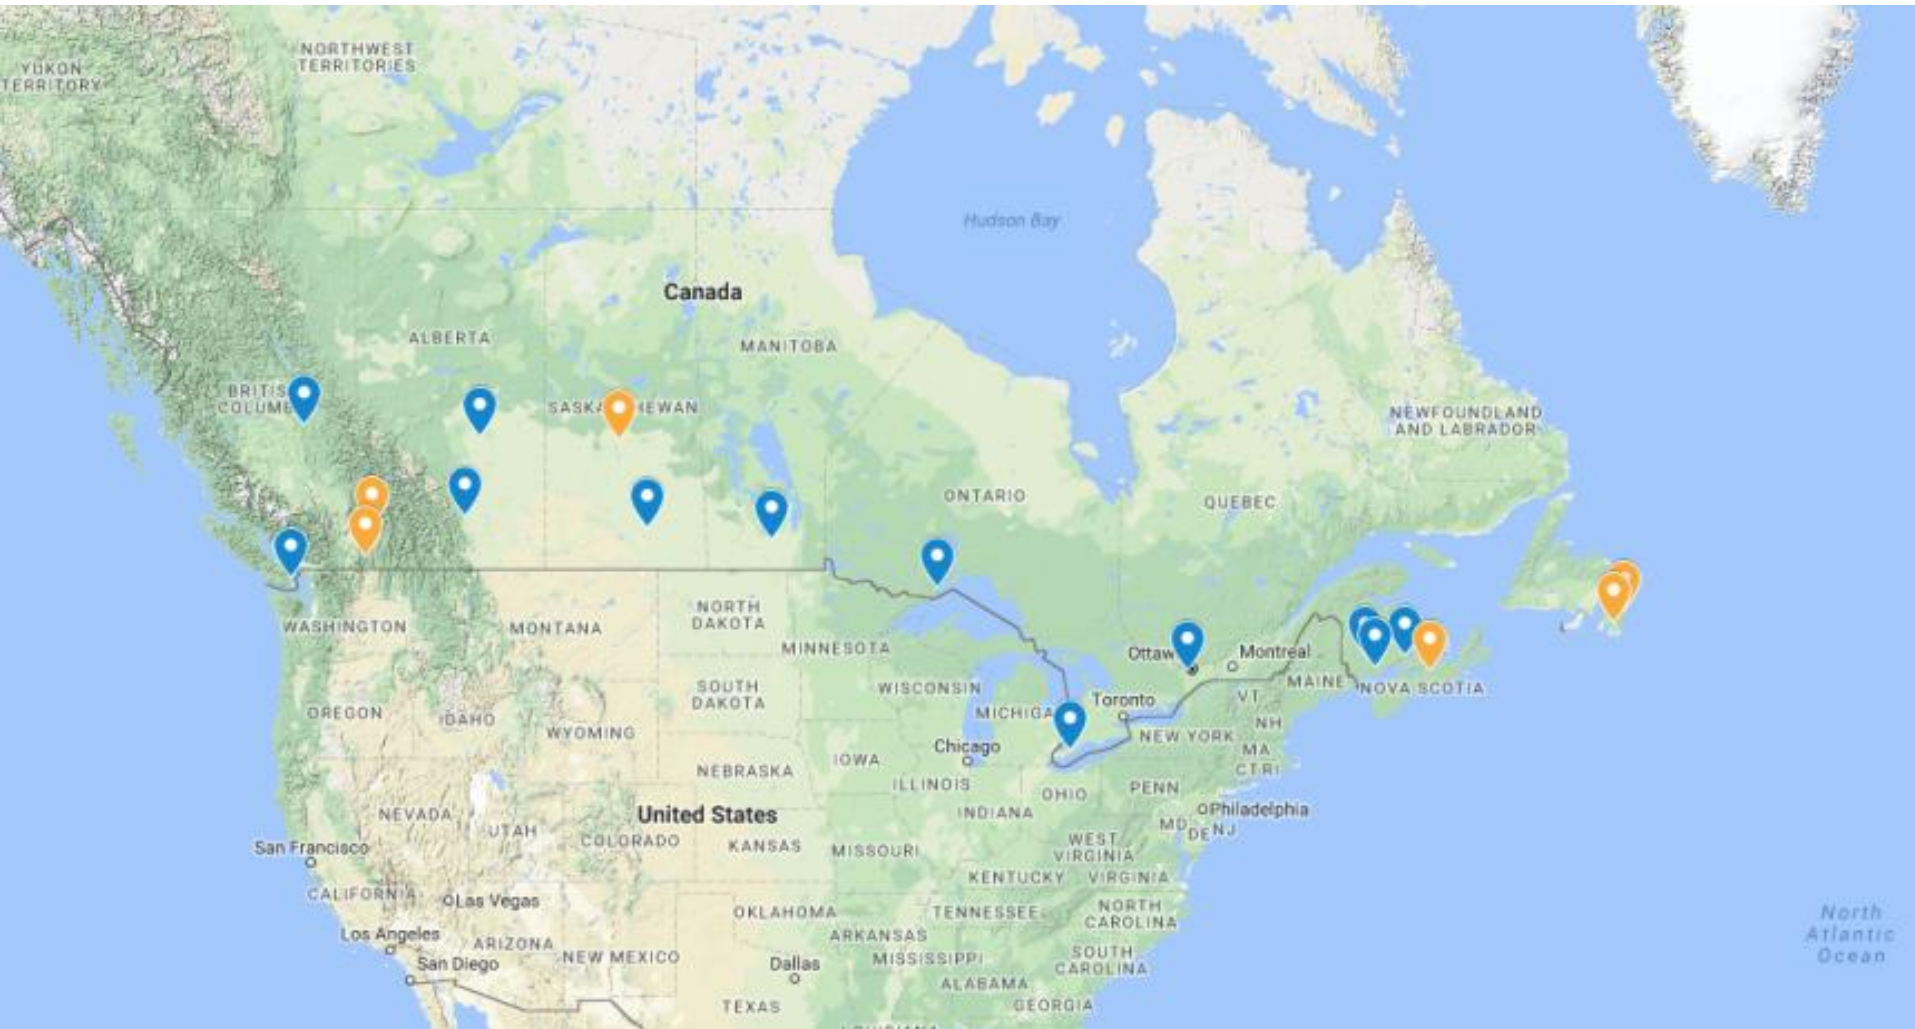 NORTHWEST
TERRITORIES
YUKON
TERRITORY
Hudson Bay
Canada
ALBERTA
MANITOBA
BRITIS
COLUMB
SASKA HEWAN
NEWFOUNDLAND
AND LABRADOR
ONTARIO
QUEBEC
NORTH
DAKOTA
WASHINGTON
MONTANA
MINNESOTA
Ottaw
Montreal
MAINE
NOVA SCOTIA
SOUTH
DAKOTA
WISCONSIN
VT
Toronto
OREGON
IDAHO
MICHIGA
NH
WYOMING
NEW YORK
Chicago
MA
IOWA
CT RI
NEBRASKA
ILLINOIS
OHIO
PENN
INDIANA
Philadelphia
NEVADA
United States
MD
DE
NJ
UTAH
COLORADO
KANSAS
MISSOURI
WEST
VIRGINIA
San Francisco
KENTUCKY
VIRGINIA
CALIFORNIA
Las Vegas
OKLAHOMA
TENNESSEE
NORTH
CAROLINA
North
Atlantic
Ocean
Los Angeles
ARIZONA
NEW MEXICO
ARKANSAS
MISSISSIPPI
SOUTH
CAROLINA
San Diego
Dallas
ALABAMA
TEXAS
GEORGIA
LOUISIANA